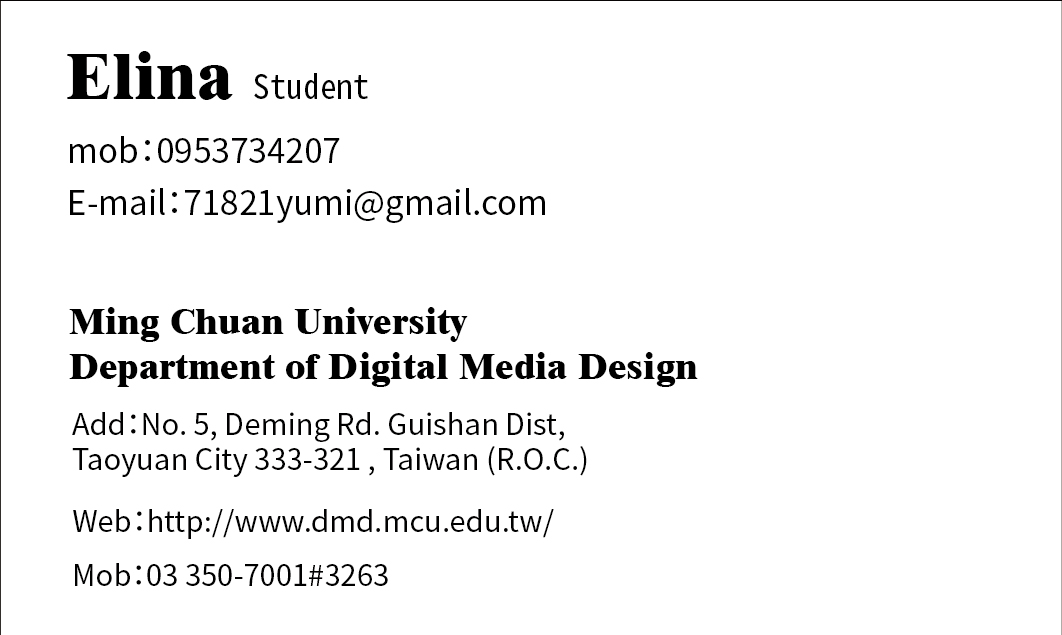 Elina Student
mob：0953734207
E-mail：71821yumi@gmail.com
Ming Chuan University
Department of Digital Media Design
Add：No. 5, Deming Rd. Guishan Dist,
Taoyuan City 333-321 , Taiwan (R.O.C.)
Web：http://www.dmd.mcu.edu.tw/
Mob：03 350-7001#3263